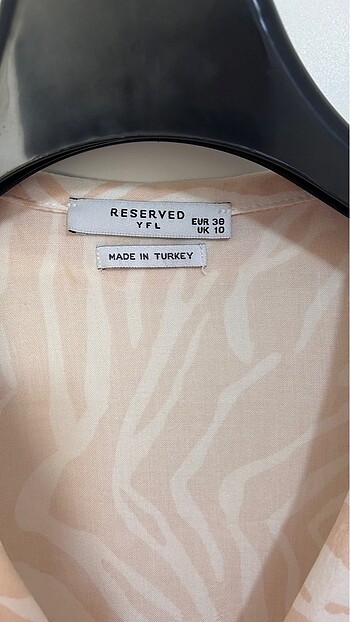 RESERVED
YFL
EUR 38
UK 10
MADE IN TURKEY